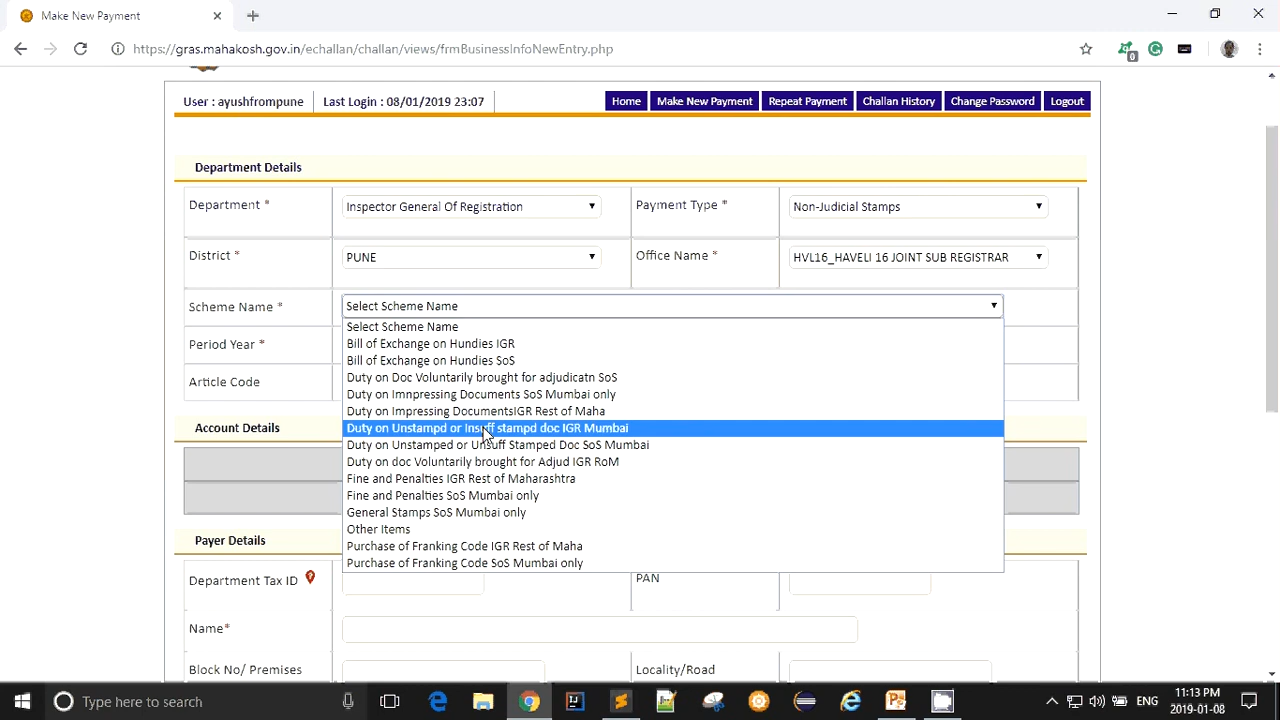 Make New Payment
https://gras.mahakosh.gov.in/echallan/challan/views/frmBusinessInfoNewEntry.php
0
User : ayushfrompune Last Login : 08/01/2019 23:07 Home Make New Payment Repeat Payment Challan History Change Password Logout
Department Details
Department * Inspector General Of Registration Payment Type * Non-Judicial Stamps
District * PUNE Office Name * HVL16_HAVELI 16 JOINT SUB REGISTRAR
Scheme Name * Select Scheme Name
Select Scheme Name
Bill of Exchange on Hundies IGR
Period Year *
Bill of Exchange on Hundies SoS
Duty on Doc Voluntarily brought for adjudicatn SoS
Article Code
Duty on Imnpressing Documents SoS Mumbai only
Duty on Impressing DocumentsIGR Rest of Maha
Account Details
Duty on Unstampd or Insuff stampd doc IGR Mumbai
Duty on Unstamped or Unsuff Stamped Doc SoS Mumbai
Duty on doc Voluntarily brought for Adjud IGR RoM
Fine and Penalties IGR Rest of Maharashtra
Fine and Penalties SoS Mumbai only
General Stamps SoS Mumbai only
Other Items
Payer Details
Purchase of Franking Code IGR Rest of Maha
Purchase of Franking Code SoS Mumbai only
Department Tax ID PAN
Name*
Block No/ Premises Locality/Road
Type here to search
ENG
11:13 PM
2019-01-08